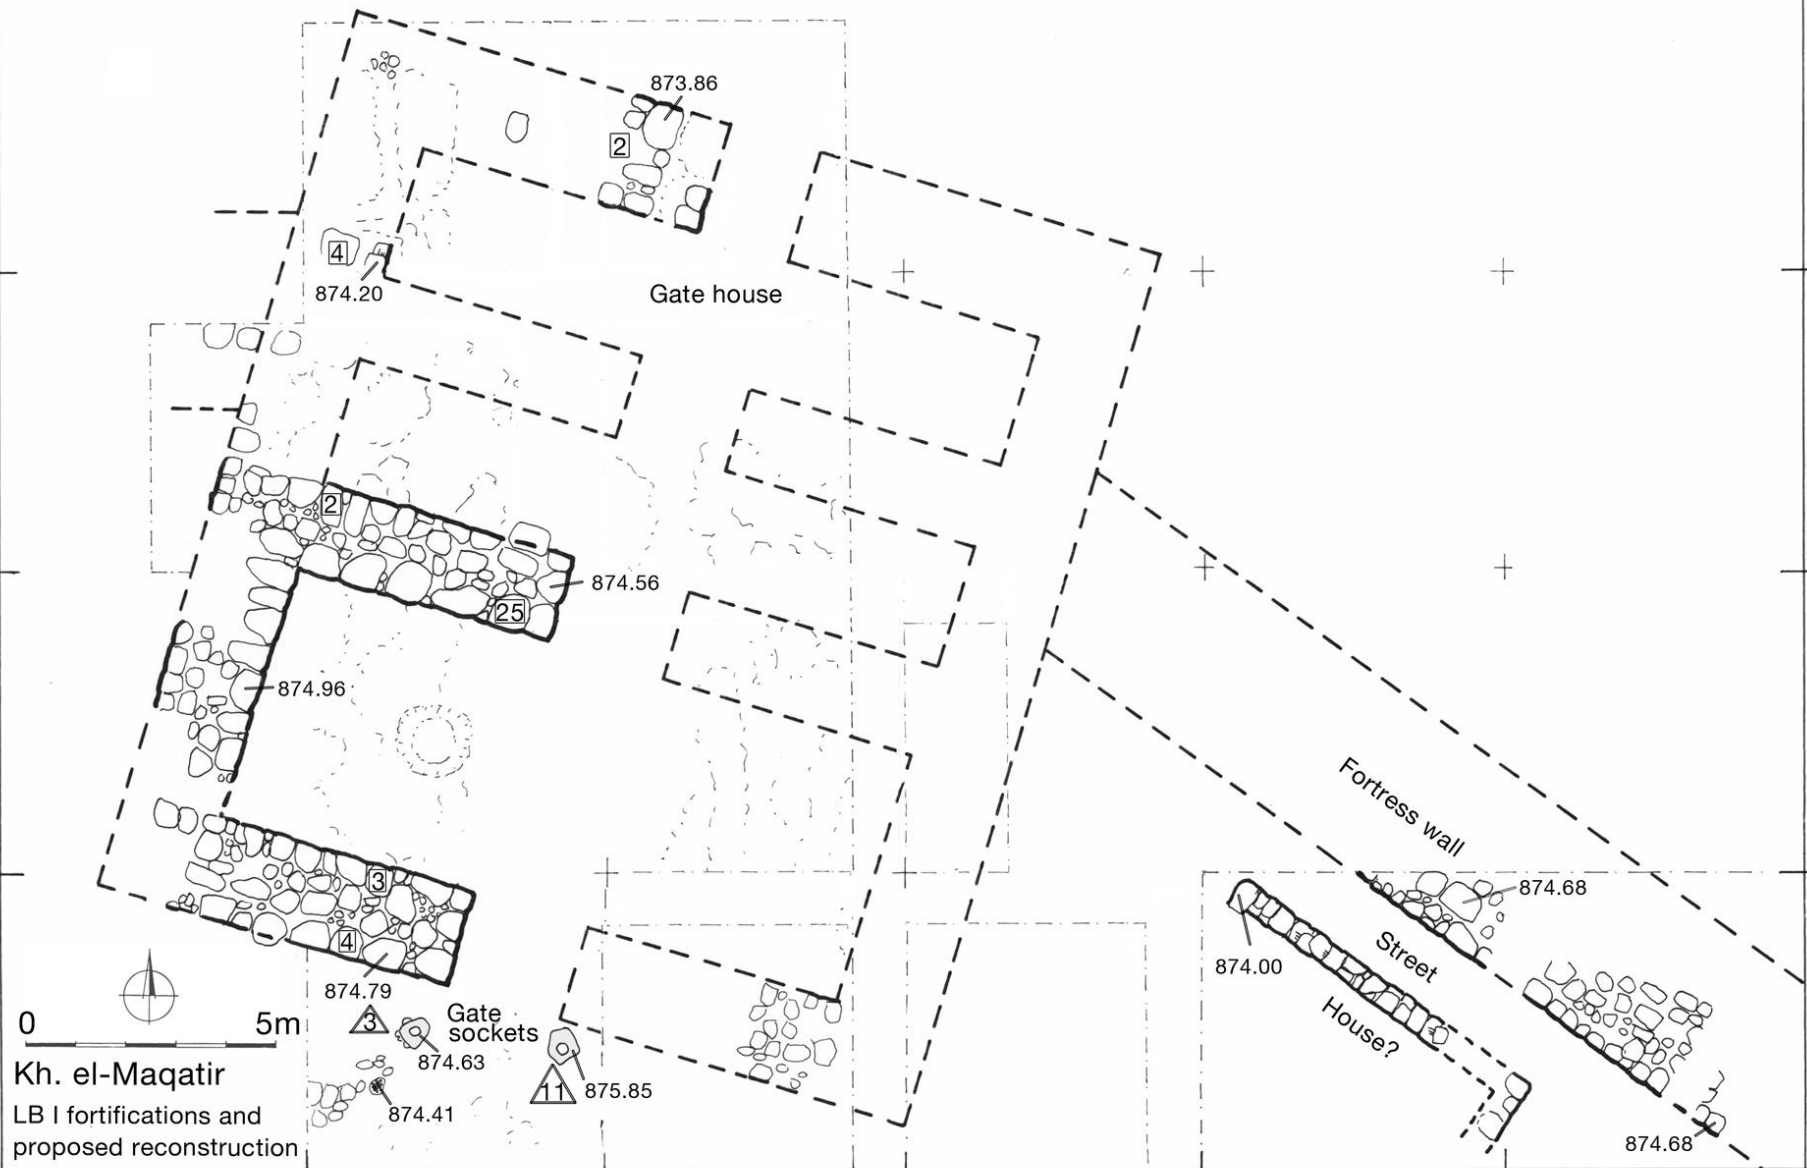 873.86
2
4
874.20
Gate house
2
874.56
25
874.96
Fortress wall
3
874.68
4
Street
874.00
874.79
3
Gate
sockets
House?
0 5m
874.63
Kh. el-Maqatir
11
875.85
LB I fortifications and
874.41
proposed reconstruction
874.68